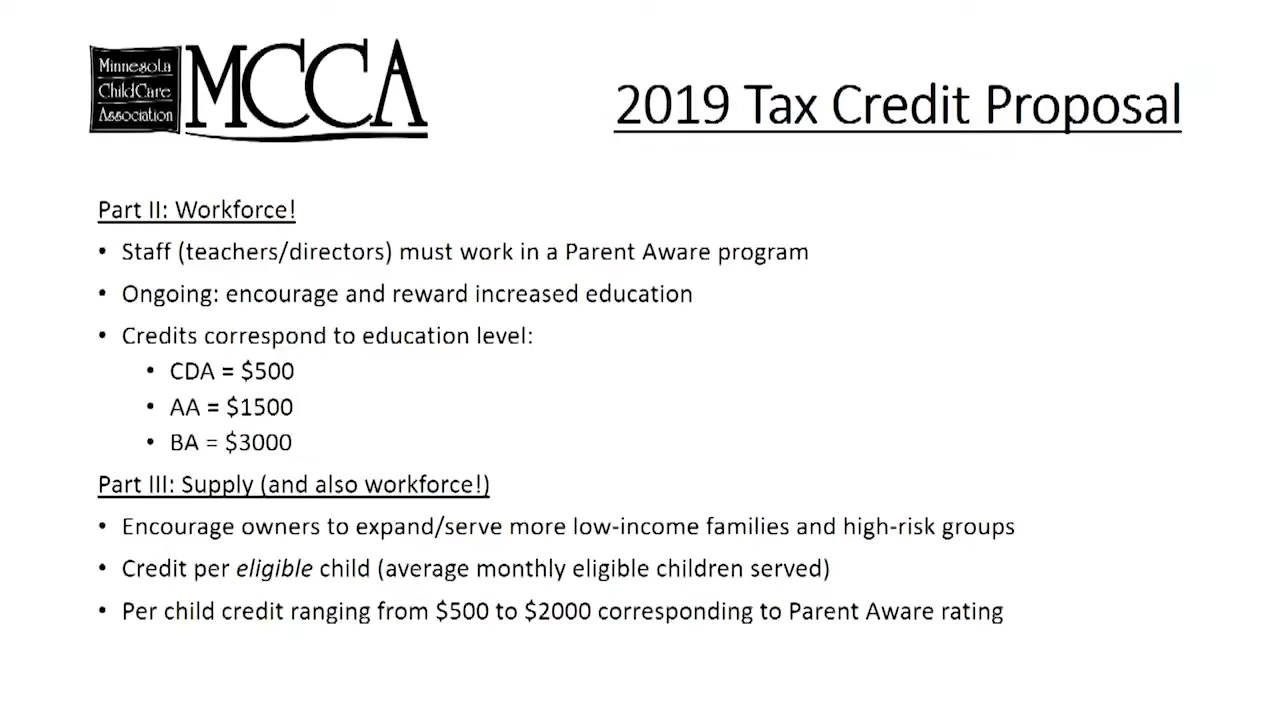 Minnesota
ChildCare
Association
MCCA
2019 Tax Credit Proposal
Part II: Workforce!
• Staff (teachers/directors) must work in a Parent Aware program
• Ongoing: encourage and reward increased education
• Credits correspond to education level:
• CDA = $500
• AA = $1500
• BA = $3000
Part III: Supply (and also workforce!)
• Encourage owners to expand/serve more low-income families and high-risk groups
• Credit per eligible child (average monthly eligible children served)
• Per child credit ranging from $500 to $2000 corresponding to Parent Aware rating